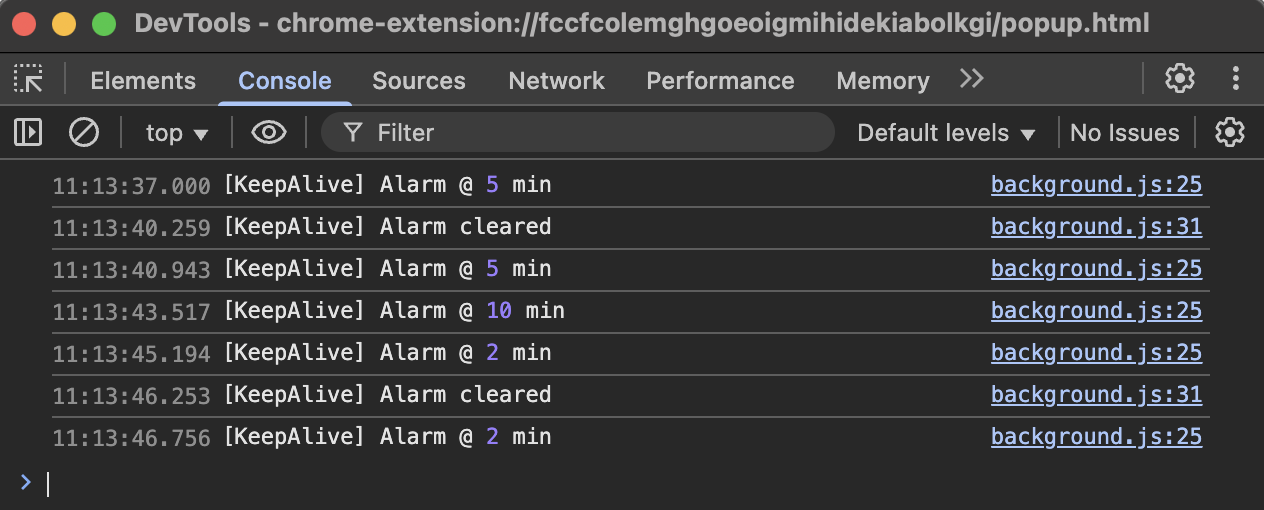 DevTools - chrome-extension://fccfcolemghgoeoigmihidekiabolkgi/popup.html
Elements Console Sources Network Performance Memory
top Filter Default levels No Issues
11:13:37.000 [KeepAlive] Alarm @ 5 min background.js:25
11:13:40.259 [KeepAlive] Alarm cleared background.js:31
11:13:40.943 [KeepAlive] Alarm @ 5 min background.js:25
11:13:43.517 [KeepAlive] Alarm @ 10 min background.js:25
11:13:45.194 [KeepAlive] Alarm @ 2 min background.js:25
11:13:46.253 [KeepAlive] Alarm cleared background.js:31
11:13:46.756 [KeepAlive] Alarm @ 2 min background.js:25